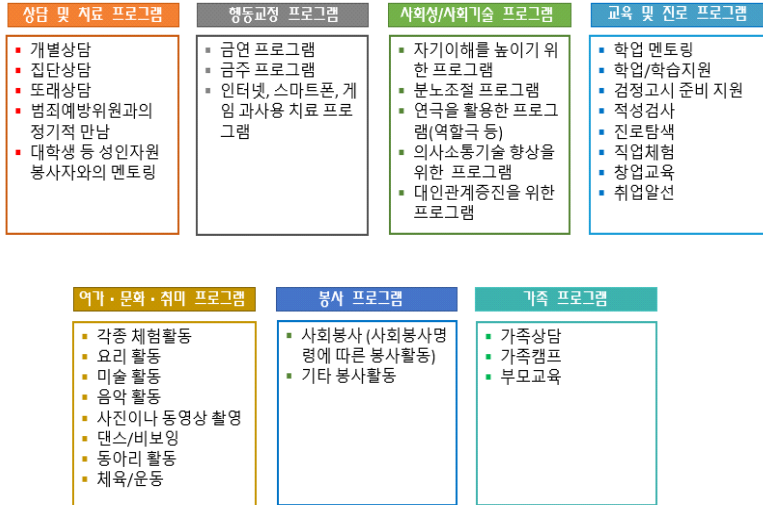 상담 및 치료 프로그램
▪ 개별상담
▪ 집단상담
▪ 또래상담
▪ 범죄예방위원과의
정기적 만남
▪ 대학생 등 성인자원
봉사자와의 멘토링
행동교정 프로그램
▪ 금연 프로그램
▪ 금주 프로그램
▪ 인터넷, 스마트폰, 게
임 과사용 치료 프로
그램
사회성/사회기술 프로그램
▪ 자기이해를 높이기 위
한 프로그램
▪ 분노조절 프로그램
▪ 연극을 활용한 프로그
램(역할극 등)
▪ 의사소통기술 향상을
위한 프로그램
▪ 대인관계증진을 위한
프로그램
교육 및 진로 프로그램
▪ 학업 멘토링
▪ 학업/학습지원
▪ 검정고시 준비 지원
▪ 적성검사
▪ 진로탐색
▪ 직업체험
▪ 창업교육
▪ 취업알선
여가・문화・취미 프로그램
▪ 각종 체험활동
▪ 요리 활동
▪ 미술 활동
▪ 음악 활동
▪ 사진이나 동영상 촬영
▪ 댄스/비보잉
▪ 동아리 활동
▪ 체육/운동
봉사 프로그램
▪ 사회봉사 (사회봉사명
령에 따른 봉사활동)
▪ 기타 봉사활동
가족 프로그램
▪ 가족상담
▪ 가족캠프
▪ 부모교육